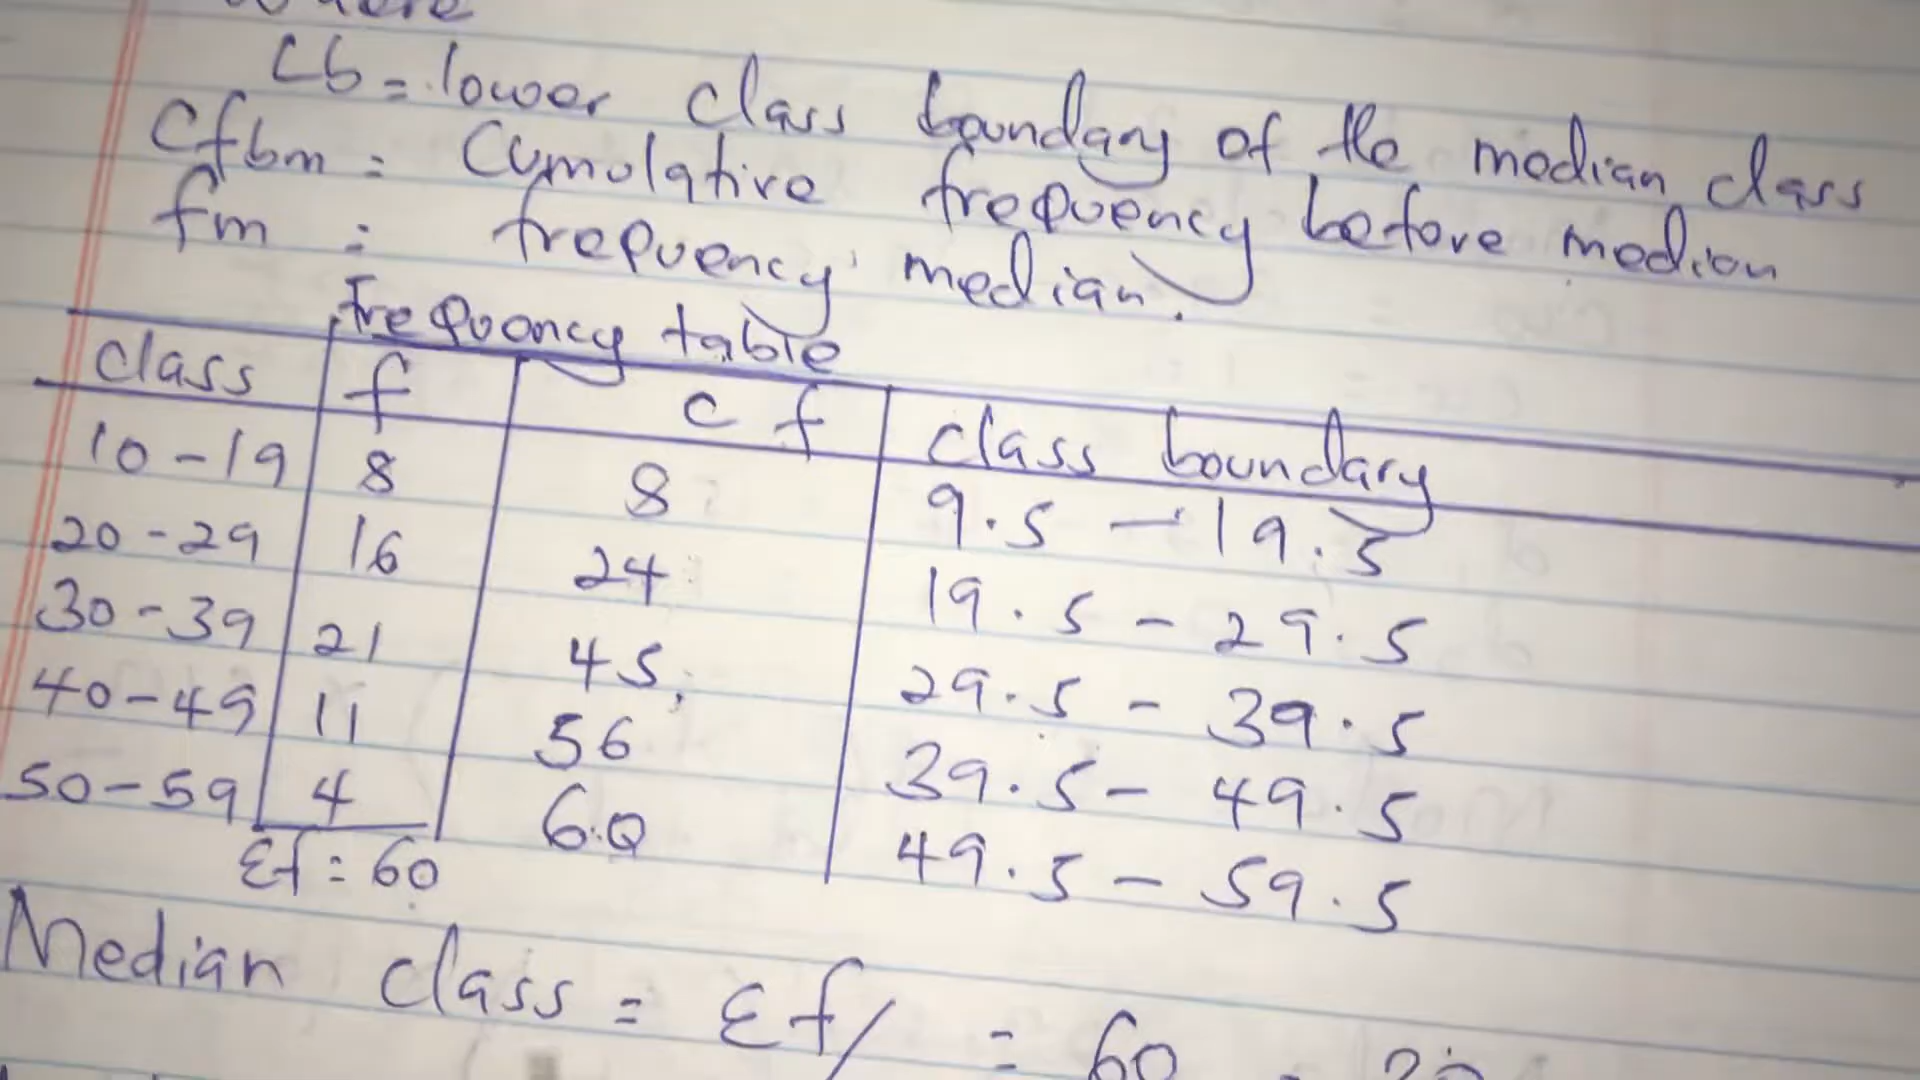 Lb = lower class boundary of the median class
Cfbm = Cumulative frequency before median
fm = frequency median.
Frequency table
class f c f class boundary
10-19 8 8 9.5 - 19.5
20-29 16 24 19.5 - 29.5
30-39 21 45 29.5 - 39.5
40-49 11 56 39.5 - 49.5
50-59 4 60 49.5 - 59.5
Σf = 60
Median class = Σf/ = 60